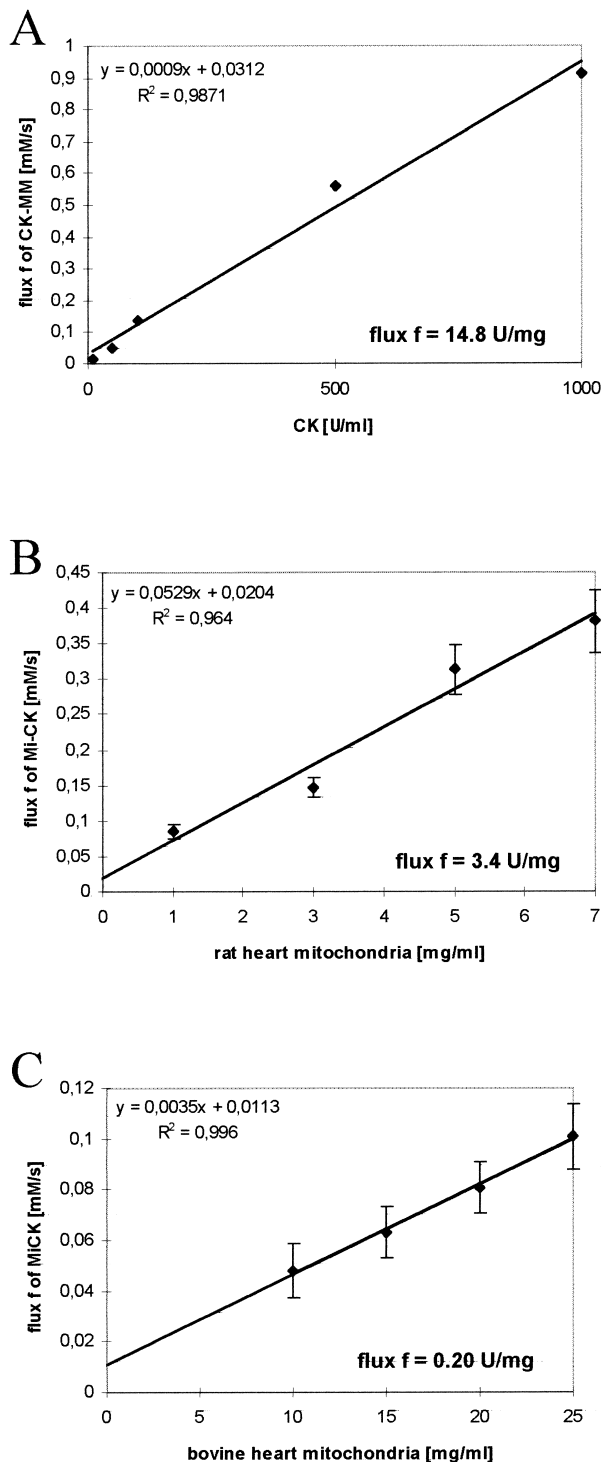 A
y = 0,0009x + 0,0312
R² = 0,9871
1
0,9
0,8
0,7
0,6
0,5
0,4
0,3
0,2
0,1
0
flux f of CK-MM [mM/s]
flux f = 14.8 U/mg
0 500 1000
CK [U/ml]
B
y = 0,0529x + 0,0204
R² = 0,964
0,45
0,4
0,35
0,3
0,25
0,2
0,15
0,1
0,05
0
flux f of Mi-CK [mM/s]
flux f = 3.4 U/mg
0 1 2 3 4 5 6 7
rat heart mitochondria [mg/ml]
C
y = 0,0035x + 0,0113
R² = 0,996
0,12
0,1
0,08
0,06
0,04
0,02
0
flux f of MiCK [mM/s]
flux f = 0.20 U/mg
0 5 10 15 20 25
bovine heart mitochondria [mg/ml]